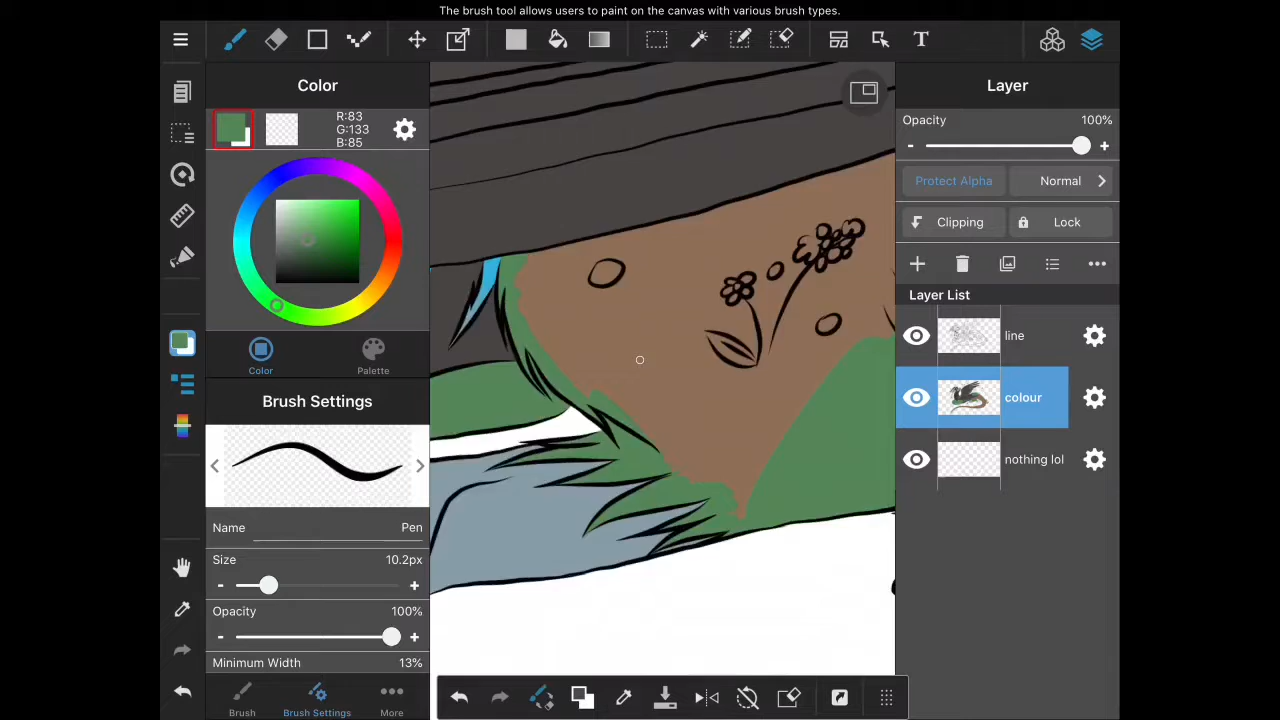 The brush tool allows users to paint on the canvas with various brush types.
T
Color
R:83
G:133
B:85
Color
Palette
Brush Settings
Name
Pen
Size
10.2px
-
+
Opacity
100%
-
+
Minimum Width
13%
Brush
Brush Settings
More
Layer
Opacity
100%
-
+
Protect Alpha
Normal
Clipping
Lock
Layer List
line
colour
nothing lol